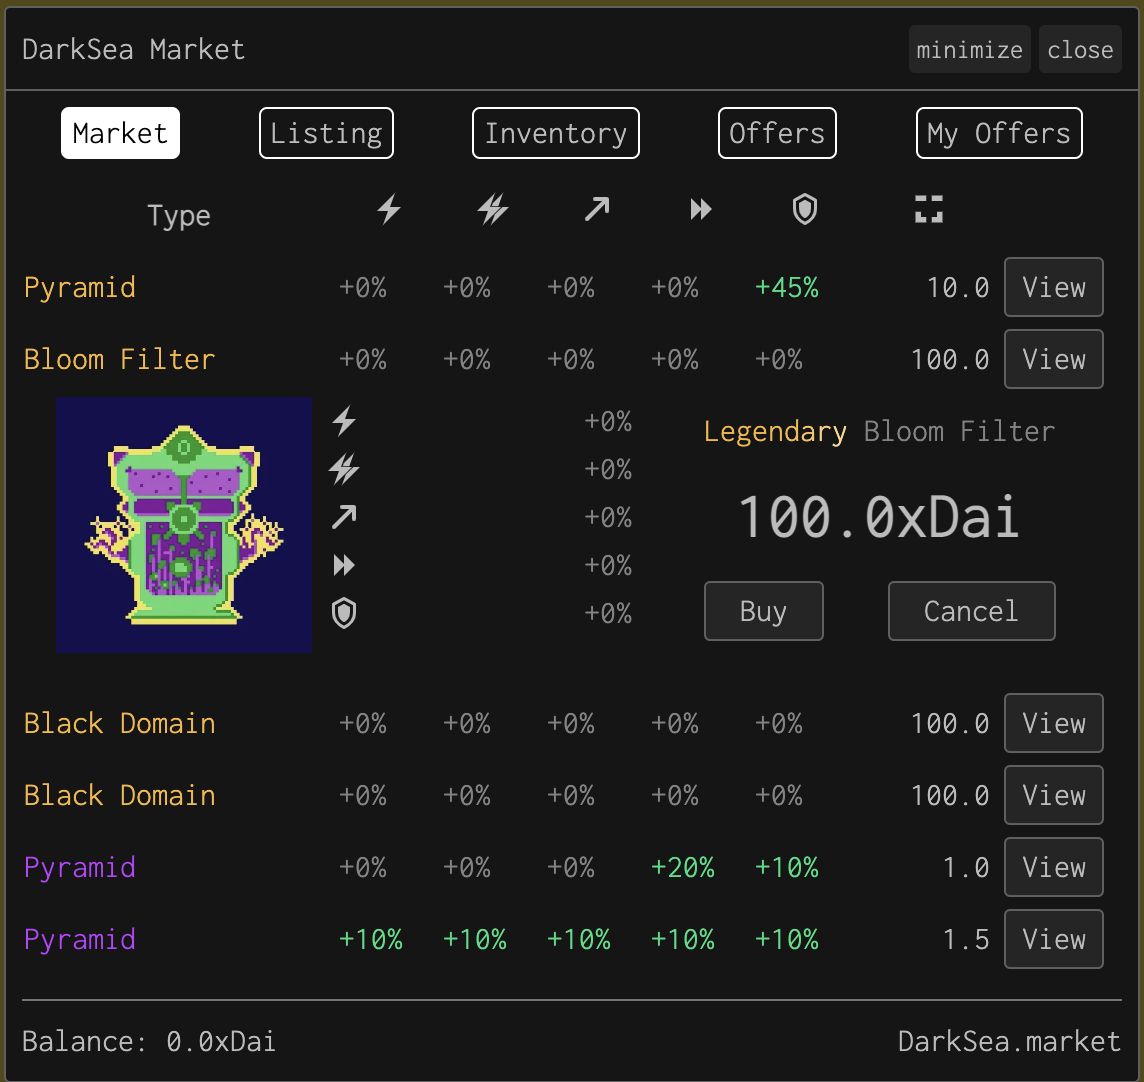 DarkSea Market minimize close
Market Listing Inventory Offers My Offers
Type
Pyramid +0% +0% +0% +0% +45% 10.0 View
Bloom Filter +0% +0% +0% +0% +0% 100.0 View
+0%
+0%
+0%
+0%
+0%
Legendary Bloom Filter
100.0xDai
Buy Cancel
Black Domain +0% +0% +0% +0% +0% 100.0 View
Black Domain +0% +0% +0% +0% +0% 100.0 View
Pyramid +0% +0% +0% +20% +10% 1.0 View
Pyramid +10% +10% +10% +10% +10% 1.5 View
Balance: 0.0xDai DarkSea.market